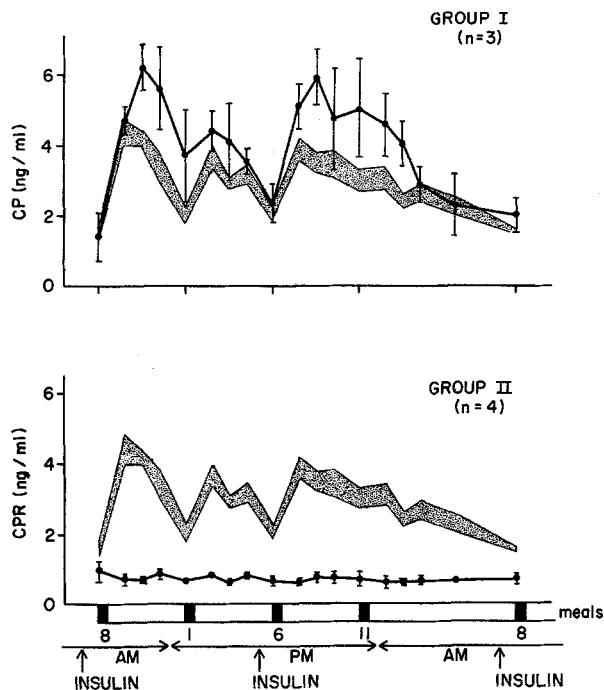 GROUP I
(n=3)
CP (ng/ml)
6
4
2
0
GROUP II
(n=4)
CPR (ng/ml)
6
4
2
0
meals
8 1 6 11 8
AM PM AM
INSULIN INSULIN INSULIN